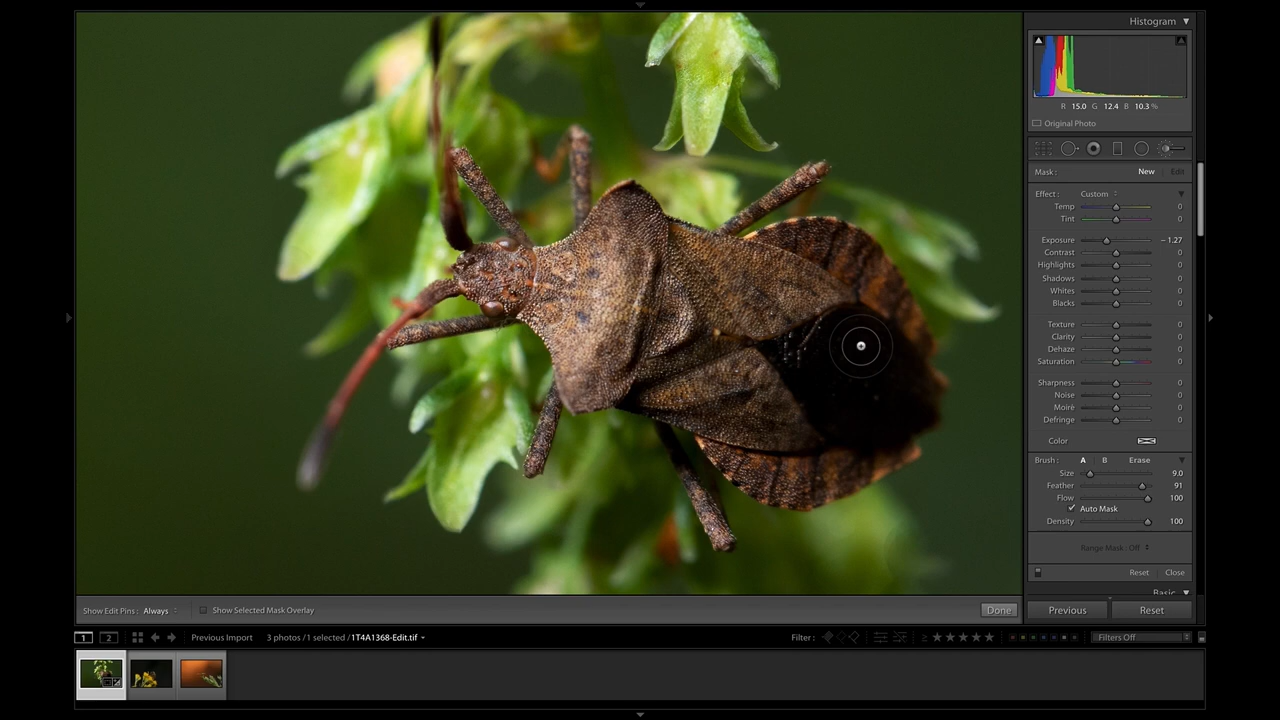 Histogram
R 15.0 G 12.4 B 10.3 %
Original Photo
Mask : New Edit
Effect : Custom
Temp 0
Tint 0
Exposure – 1.27
Contrast 0
Highlights 0
Shadows 0
Whites 0
Blacks 0
Texture 0
Clarity 0
Dehaze 0
Saturation 0
Sharpness 0
Noise 0
Moiré 0
Defringe 0
Color
Brush : A B Erase
Size 9.0
Feather 91
Flow 100
Auto Mask
Density 100
Range Mask : Off
Reset Close
Basic
Show Edit Pins : Always Show Selected Mask Overlay Done
Previous Reset
1 2 Previous Import 3 photos / 1 selected / 1T4A1368-Edit.tif Filter : Filters Off